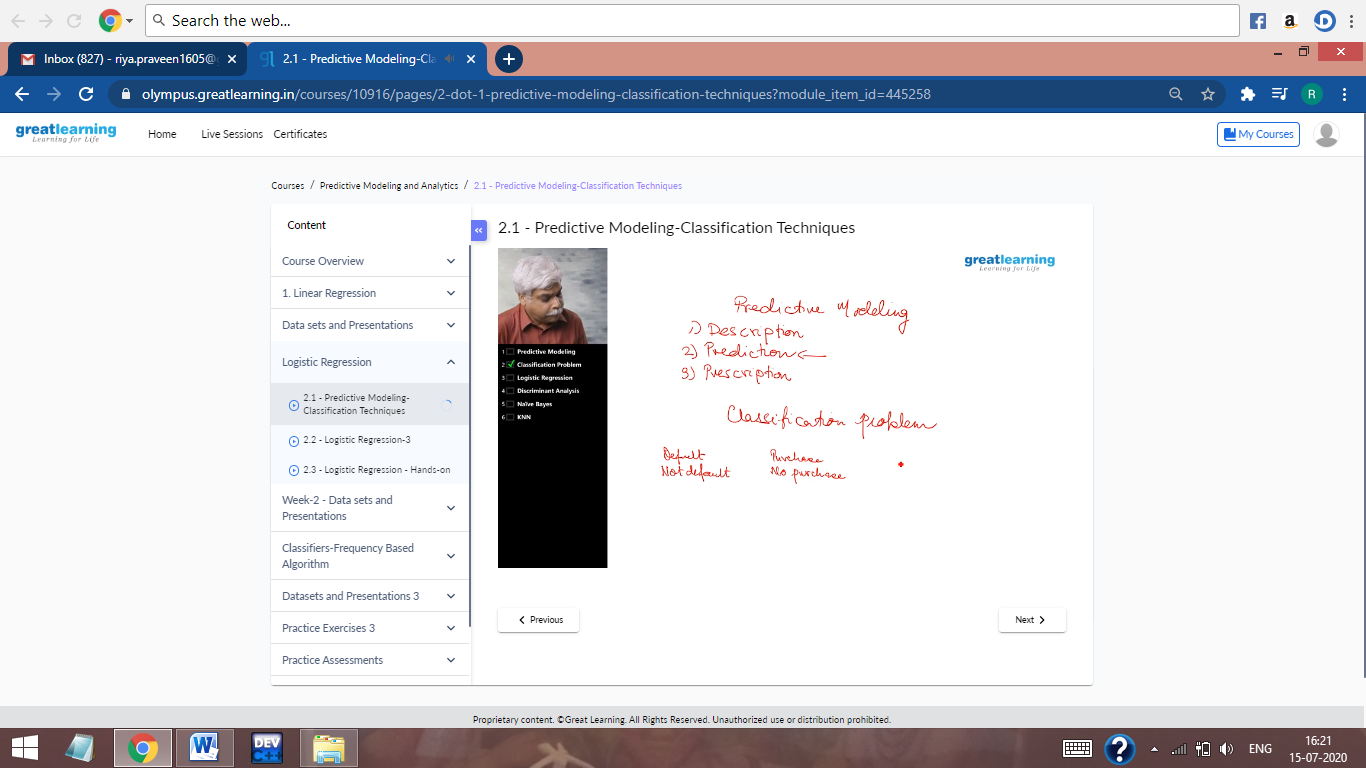 Search the web...
Inbox (827) - riya.praveen1605@
2.1 - Predictive Modeling-Cla
olympus.greatlearning.in/courses/10916/pages/2-dot-1-predictive-modeling-classification-techniques?module_item_id=445258
R
greatlearning
Learning for Life
Home
Live Sessions
Certificates
My Courses
Courses / Predictive Modeling and Analytics / 2.1 - Predictive Modeling-Classification Techniques
Content
Course Overview
1. Linear Regression
Data sets and Presentations
Logistic Regression
2.1 - Predictive Modeling-
Classification Techniques
2.2 - Logistic Regression-3
2.3 - Logistic Regression - Hands-on
Week-2 - Data sets and
Presentations
Classifiers-Frequency Based
Algorithm
Datasets and Presentations 3
Practice Exercises 3
Practice Assessments
2.1 - Predictive Modeling-Classification Techniques
1 Predictive Modeling
2 Classification Problem
3 Logistic Regression
4 Discriminant Analysis
5 Naïve Bayes
6 KNN
greatlearning
Learning for Life
Predictive Modeling
1) Description
2) Prediction
3) Prescription
Classification problem
Default
Not default
Purchase
No purchase
Previous
Next
Proprietary content. ©Great Learning. All Rights Reserved. Unauthorized use or distribution prohibited.
DEV
C++
ENG
16:21
15-07-2020